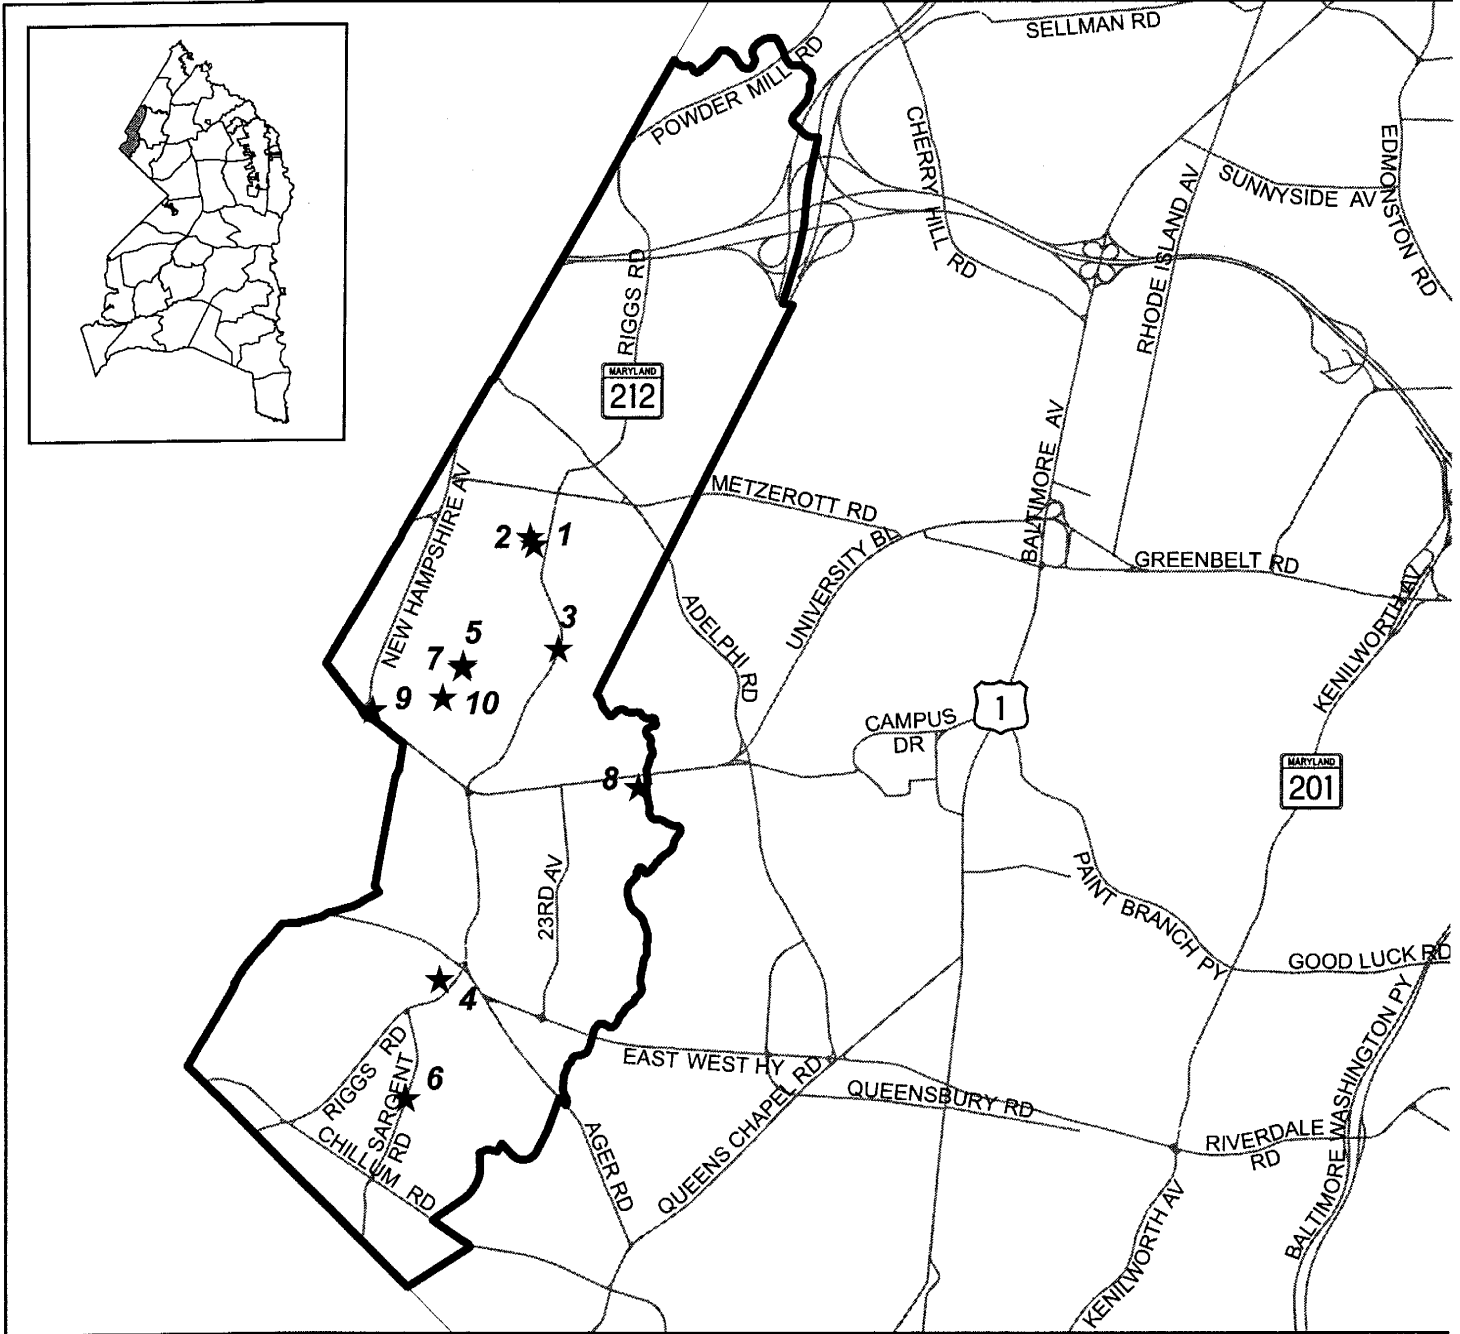 SELLMAN RD
POWDER MILL RD
CHERRY HILL RD
EDMONSTON RD
SUNNYSIDE AV
RHODE ISLAND AV
RIGGS RD
MARYLAND
212
BALTIMORE AV
METZEROTT RD
NEW HAMPSHIRE AV
2
1
UNIVERSITY BL
GREENBELT RD
KENILWORTH AV
3
5
7
ADELPHI RD
9
10
CAMPUS
DR
1
8
MARYLAND
201
23RD AV
PAINT BRANCH PY
GOOD LUCK RD
4
BALTIMORE WASHINGTON PY
RIGGS RD
SARGENT
RD
6
EAST WEST HY
QUEENS CHAPEL RD
QUEENSBURY RD
CHILLUM RD
AGER RD
RIVERDALE
RD
KENILWORTH AV